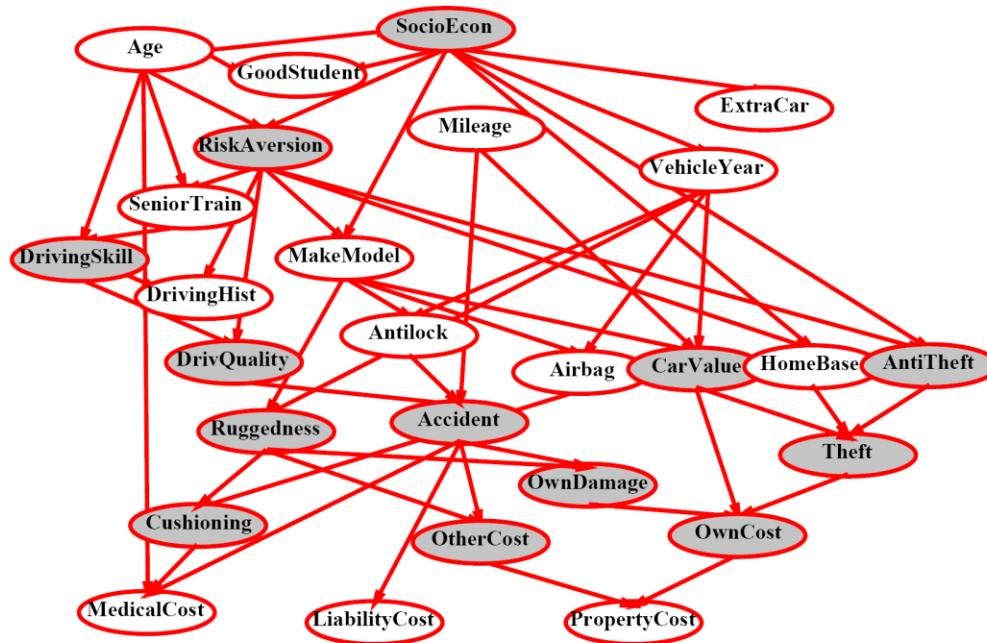 SocioEcon
Age
GoodStudent
ExtraCar
Mileage
RiskAversion
VehicleYear
SeniorTrain
DrivingSkill
MakeModel
DrivingHist
Antilock
DrivQuality
Airbag
CarValue
HomeBase
AntiTheft
Ruggedness
Accident
Theft
OwnDamage
Cushioning
OtherCost
OwnCost
MedicalCost
LiabilityCost
PropertyCost